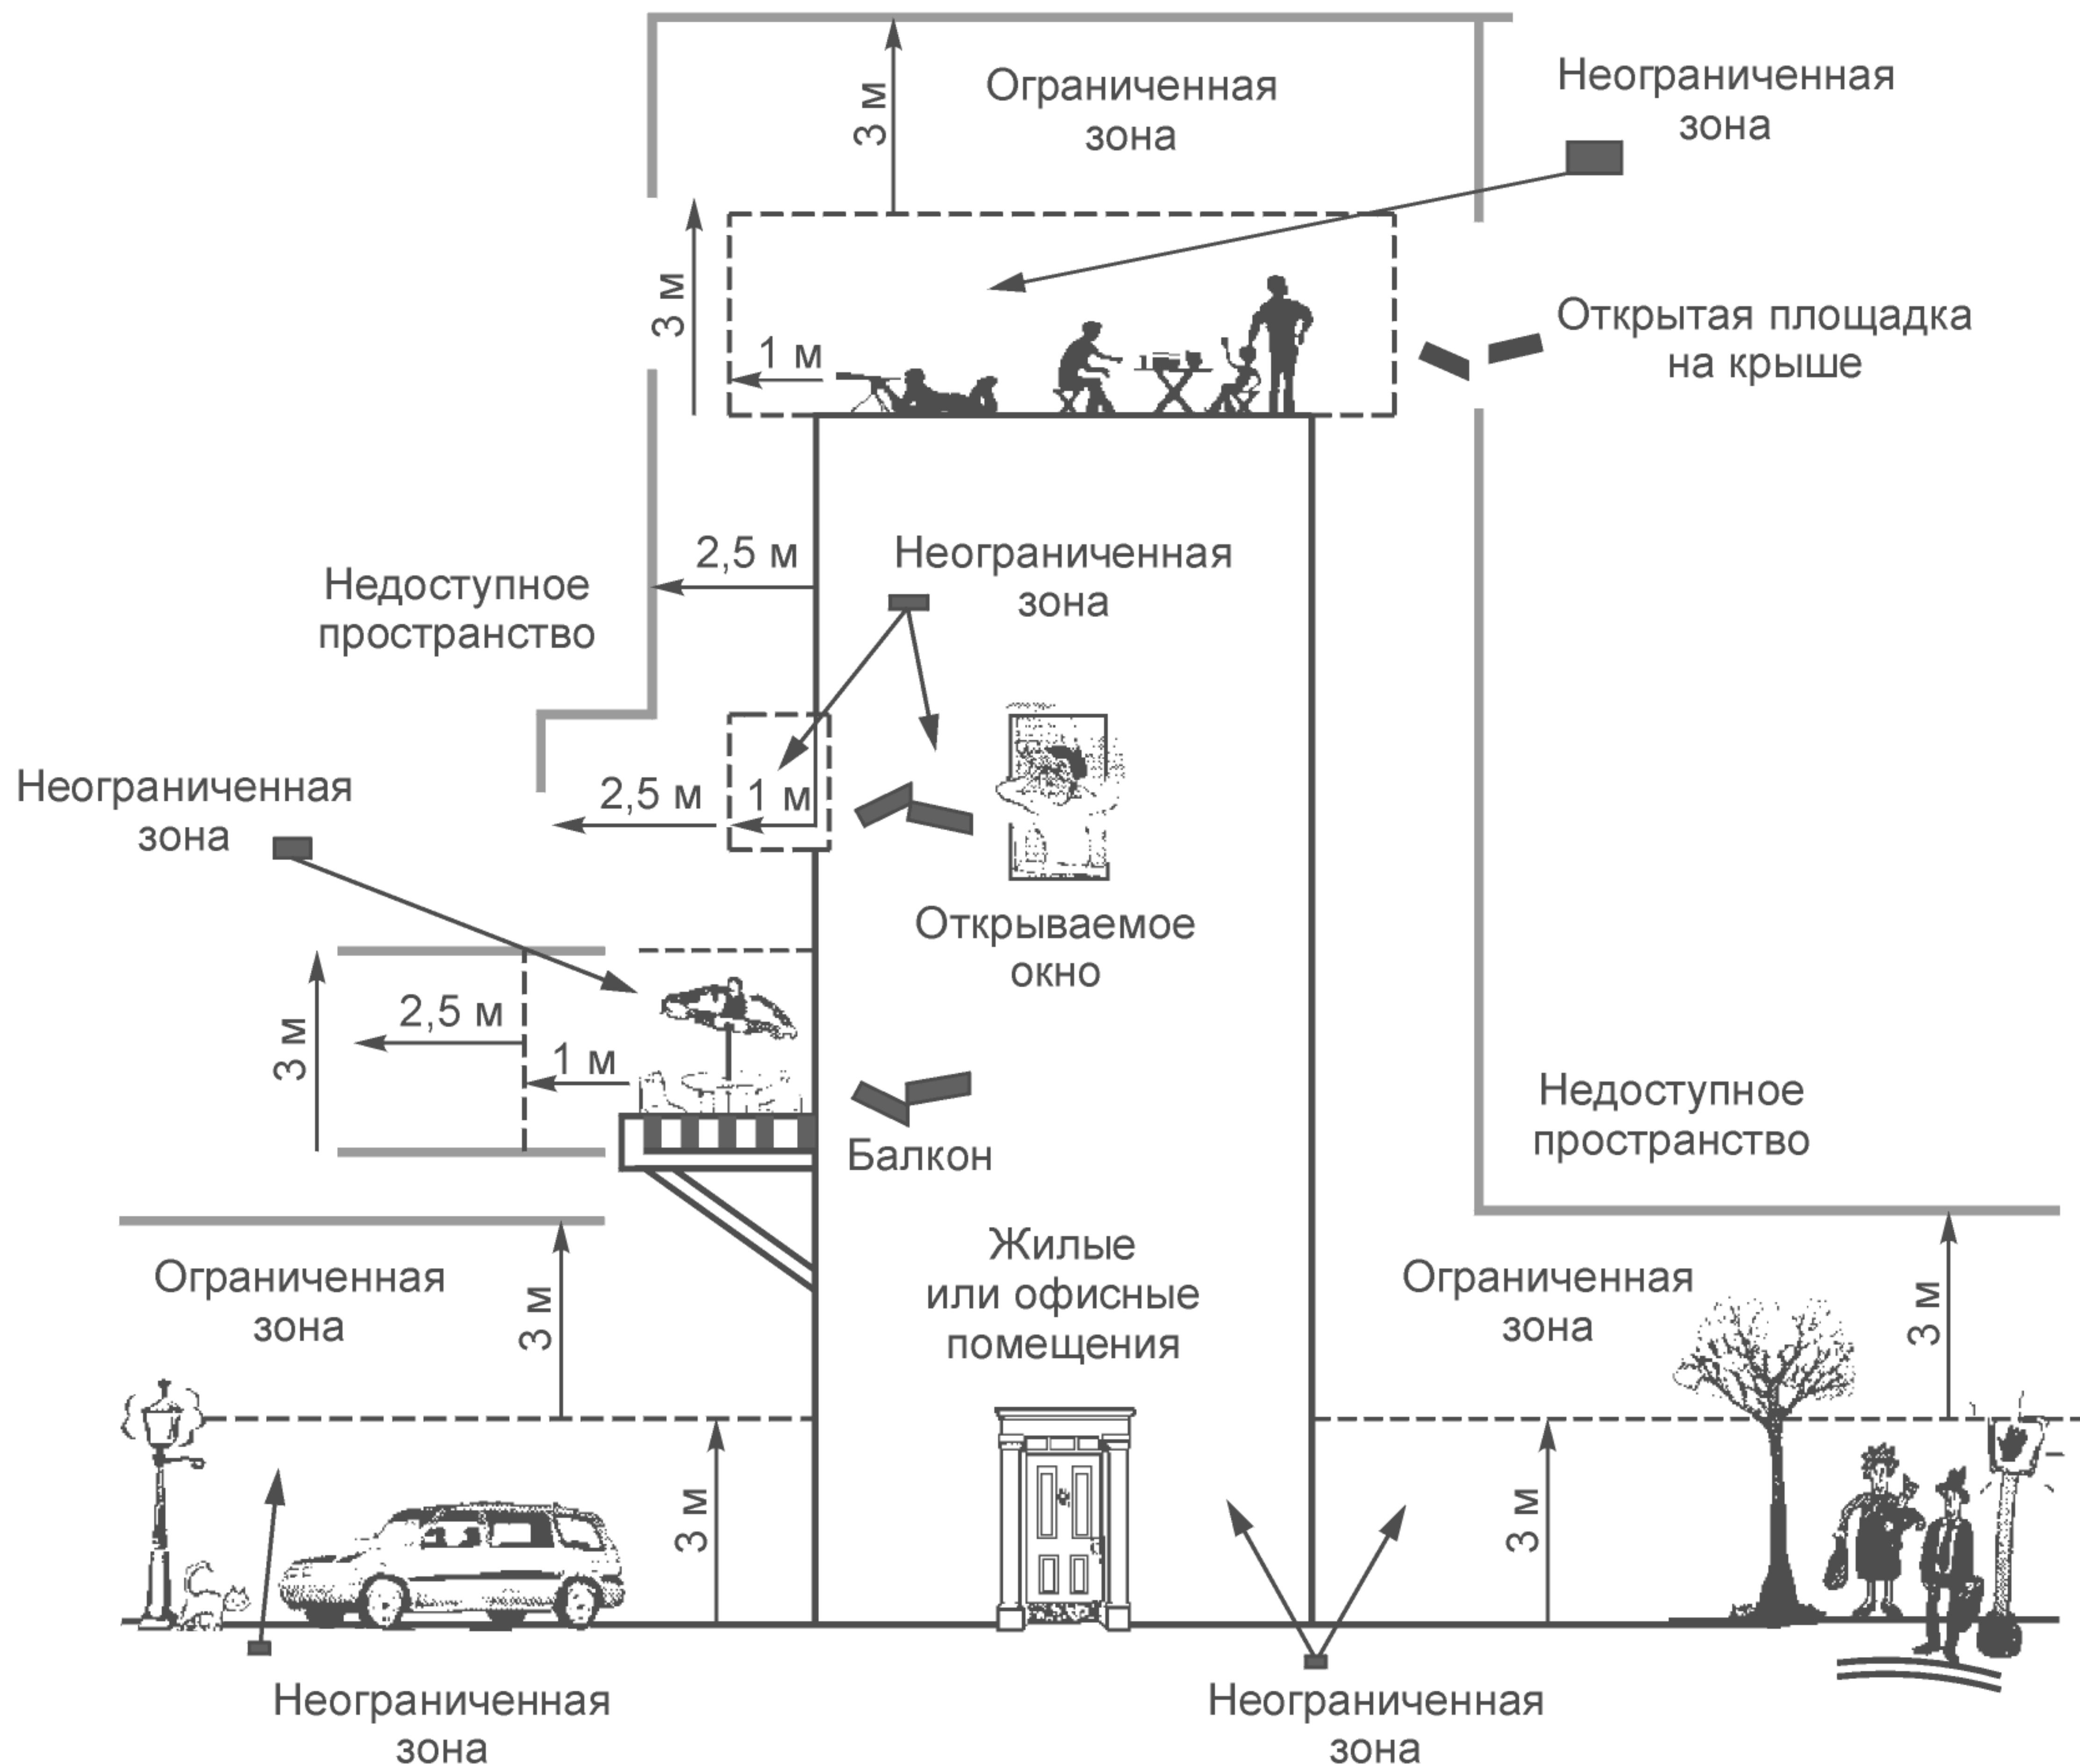 Ограниченная
зона
3 м
Неограниченная
зона
3 м
1 м
Открытая площадка
на крыше
2,5 м
Неограниченная
зона
Недоступное
пространство
Неограниченная
зона
2,5 м
1 м
Открываемое
окно
3 м
2,5 м
1 м
Балкон
Недоступное
пространство
Ограниченная
зона
3 м
Жилые
или офисные
помещения
Ограниченная
зона
3 м
3 м
3 м
Неограниченная
зона
Неограниченная
зона